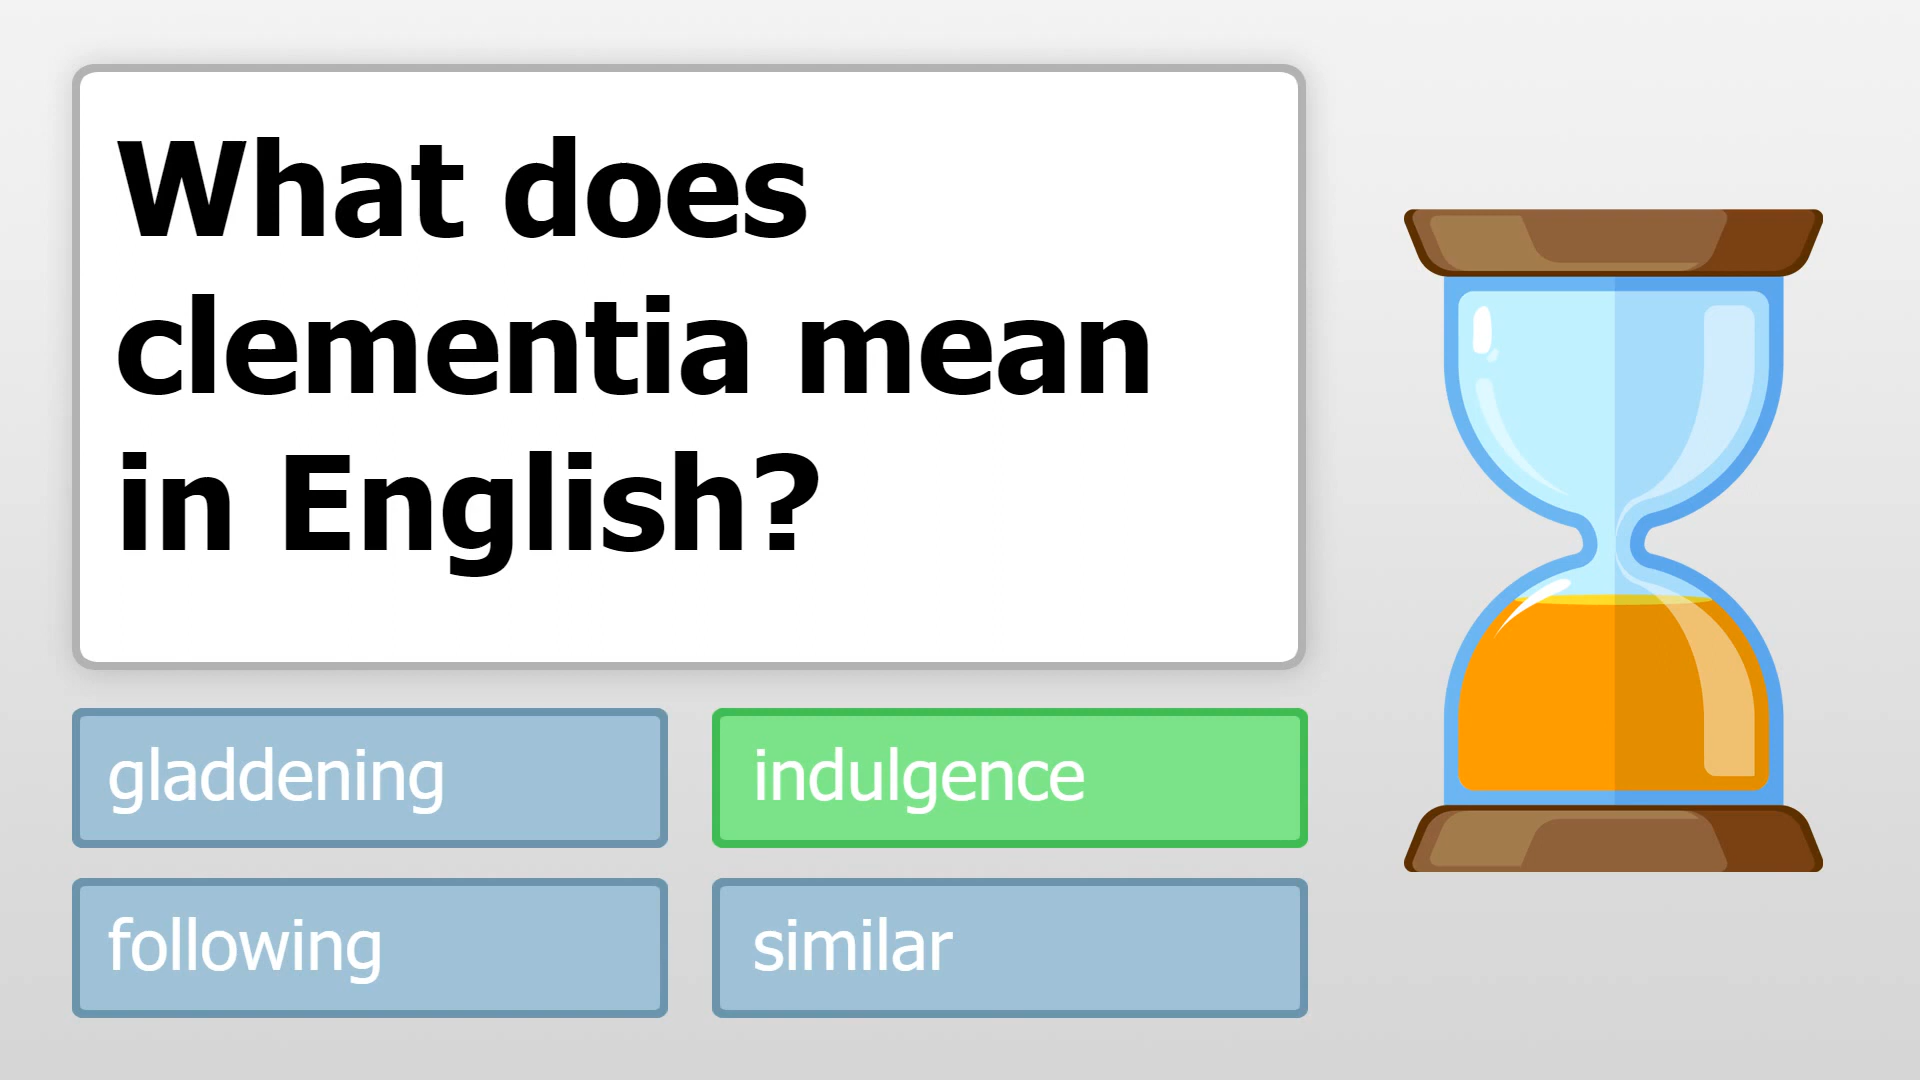 What does
clementia mean
in English?
gladdening
indulgence
following
similar